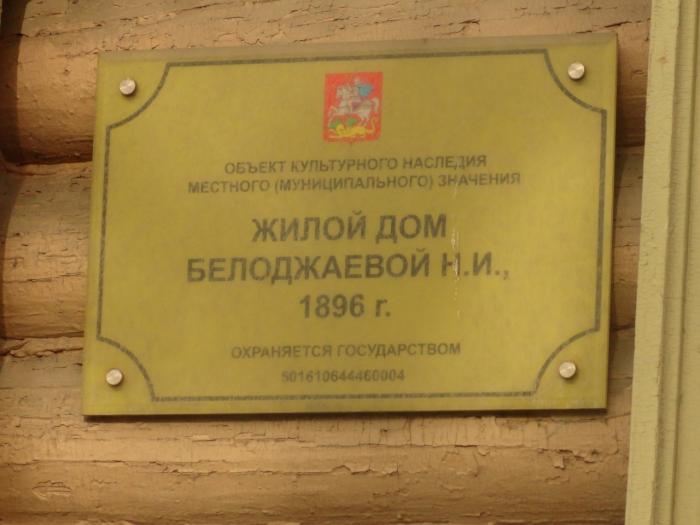 ОБЪЕКТ КУЛЬТУРНОГО НАСЛЕДИЯ
МЕСТНОГО (МУНИЦИПАЛЬНОГО) ЗНАЧЕНИЯ
ЖИЛОЙ ДОМ
БЕЛОДЖАЕВОЙ Н.И.,
1896 г.
ОХРАНЯЕТСЯ ГОСУДАРСТВОМ
501610644460004